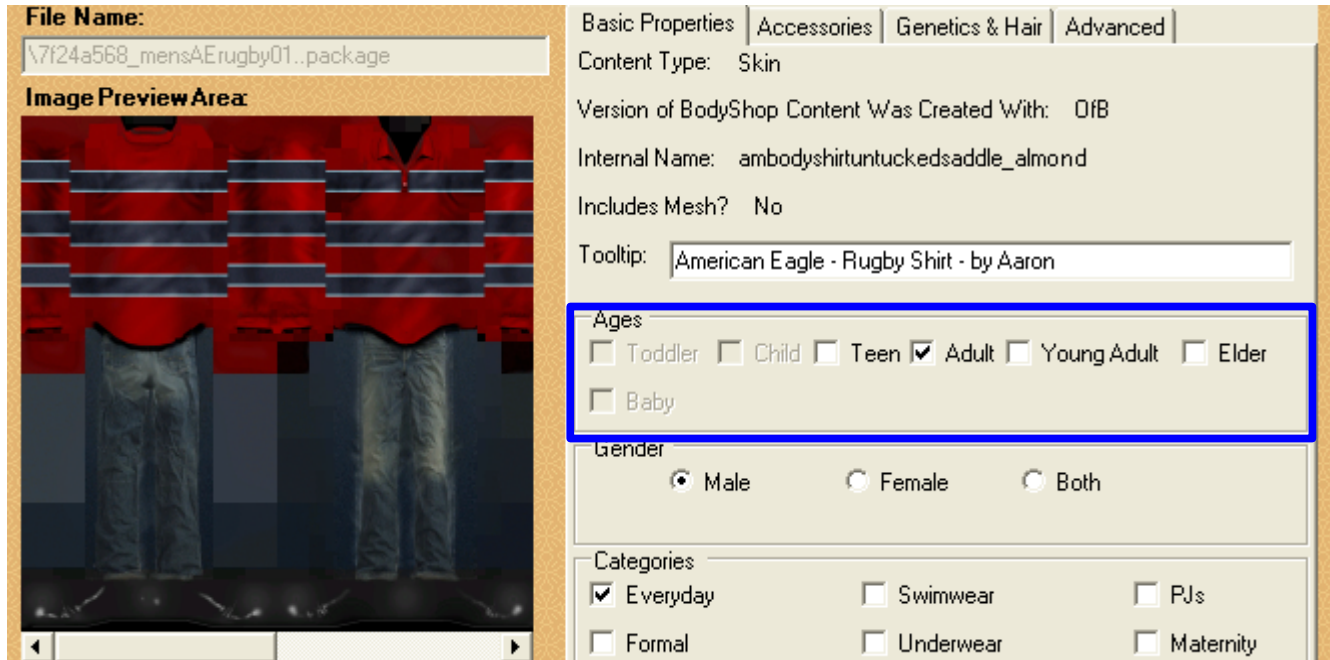 File Name:
\7f24a568_mensAErugby01..package
Image Preview Area:
Basic Properties Accessories Genetics & Hair Advanced
Content Type: Skin
Version of BodyShop Content Was Created With: OfB
Internal Name: ambodyshirtuntuckedsaddle_almond
Includes Mesh? No
Tooltip: American Eagle - Rugby Shirt - by Aaron
Ages
Toddler Child Teen Adult Young Adult Elder
Baby
Gender
Male Female Both
Categories
Everyday Swimwear PJs
Formal Underwear Maternity